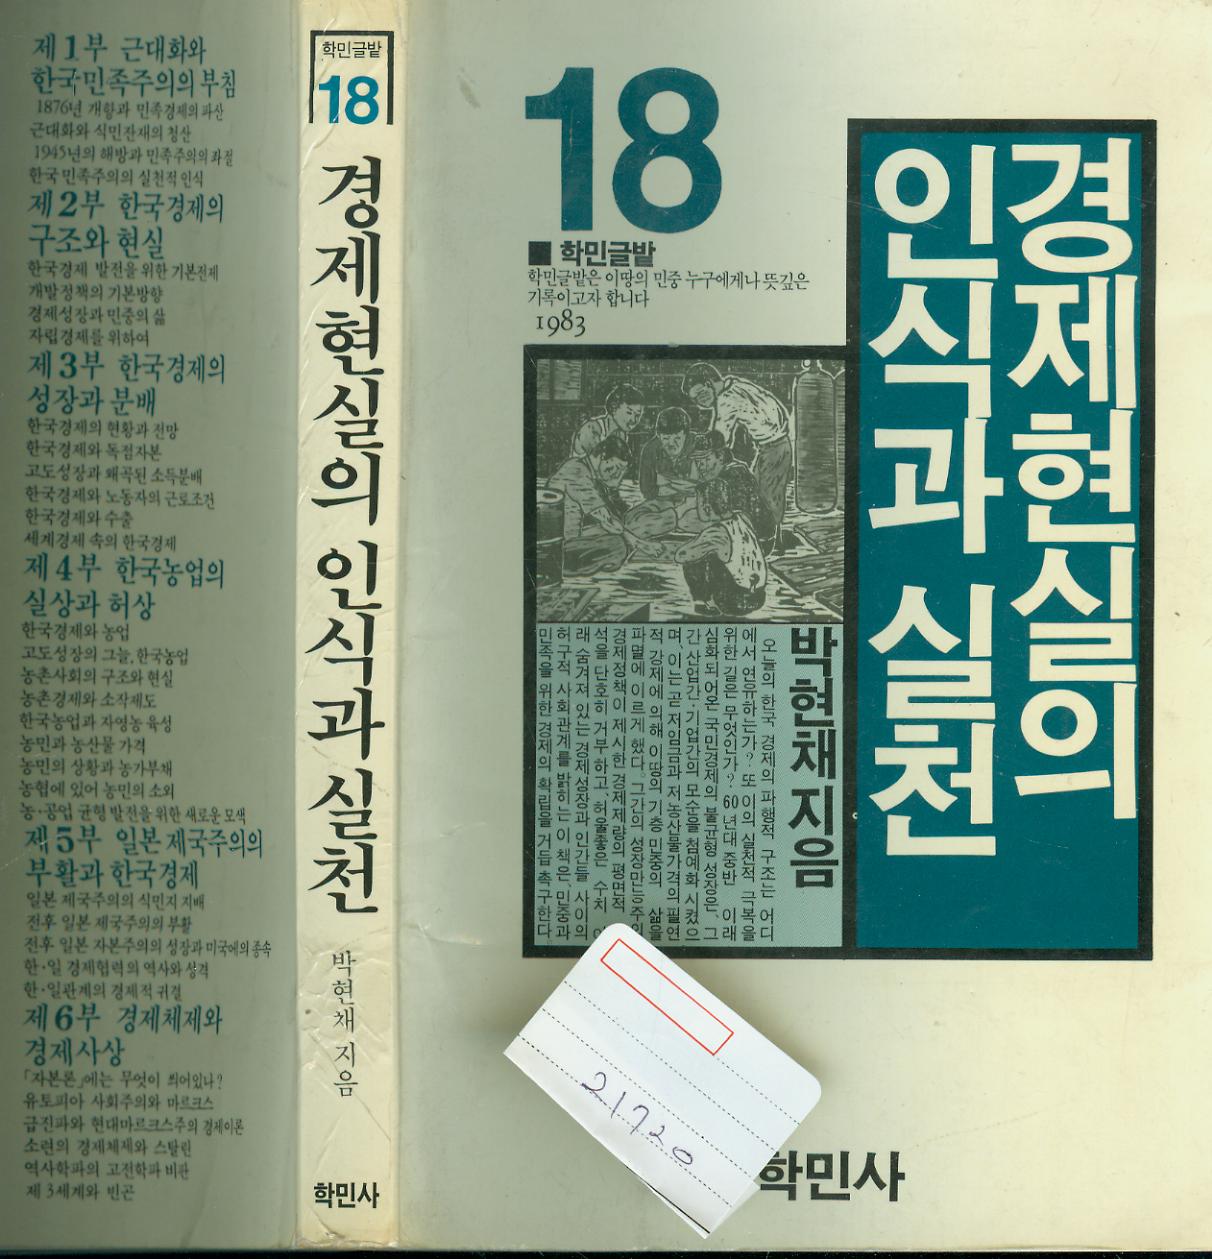 제1부 근대화와
한국민족주의의 부침
1876년 개항과 민족경제의 파산
근대화와 식민잔재의 청산
1945년의 해방과 민족주의의 좌절
한국민족주의의 실천적 인식
제2부 한국경제의
구조와 현실
한국경제 발전을 위한 기본전제
개발정책의 기본방향
경제성장과 민중의 삶
자립경제를 위하여
제3부 한국경제의
성장과 분배
한국경제의 현황과 전망
한국경제와 독점자본
고도성장과 왜곡된 소득분배
한국경제와 노동자의 근로조건
한국경제와 수출
세계경제 속의 한국경제
제4부 한국농업의
실상과 허상
한국경제와 농업
고도성장의 그늘, 한국농업
농촌사회의 구조와 현실
농촌경제와 소작제도
한국농업과 자영농 육성
농민과 농산물 가격
농민의 상황과 농가부채
농협에 있어 농민의 소외
농·공업 균형 발전을 위한 새로운 모색
제5부 일본 제국주의의
부활과 한국경제
일본 제국주의의 식민지 지배
전후 일본 제국주의의 부활
전후 일본 자본주의의 성장과 미국에의 종속
한·일 경제협력의 역사와 성격
한·일관계의 경제적 귀결
제6부 경제체제와
경제사상
「자본론」에는 무엇이 씌어있나?
유토피아 사회주의와 마르크스
급진파와 현대마르크스주의 경제이론
소련의 경제체제와 스탈린
역사학파의 고전학파 비판
제3세계와 빈곤
학민글밭
18
경제현실의 인식과 실천
박현채 지음
학민사
18
■ 학민글밭
학민글밭은 이땅의 민중 누구에게나 뜻깊은
기록이고자 합니다
1983
경제현실의
인식과 실천
박현채 지음
오늘의 한국 경제의 파행적 구조는 어디
에서 연유하는가? 또 이의 실천적 극복을
위한 길은 무엇인가? 60년대 중반 이래
심화되어온 국민경제의 불균형 성장은, 그
간 산업간·기업간의 모순을 첨예화시켰으
며, 이는 곧 저임금과 저농산물가격의 필연
적 강제에 의해 이 땅의 기층 민중의 삶을
파멸에 이르게 했다. 그간의 성장만능주의
경제정책이 제시한 경제제량의 평면적
석을 단호히 거부하고, 허울좋은 수치
래 숨겨져 있는 경제성장과 인간들 사이의
허구적 사회관계를 밝히는 이 책은, 민중과
민족을 위한 경제의 확립을 거듭 촉구한다.
21720
학민사